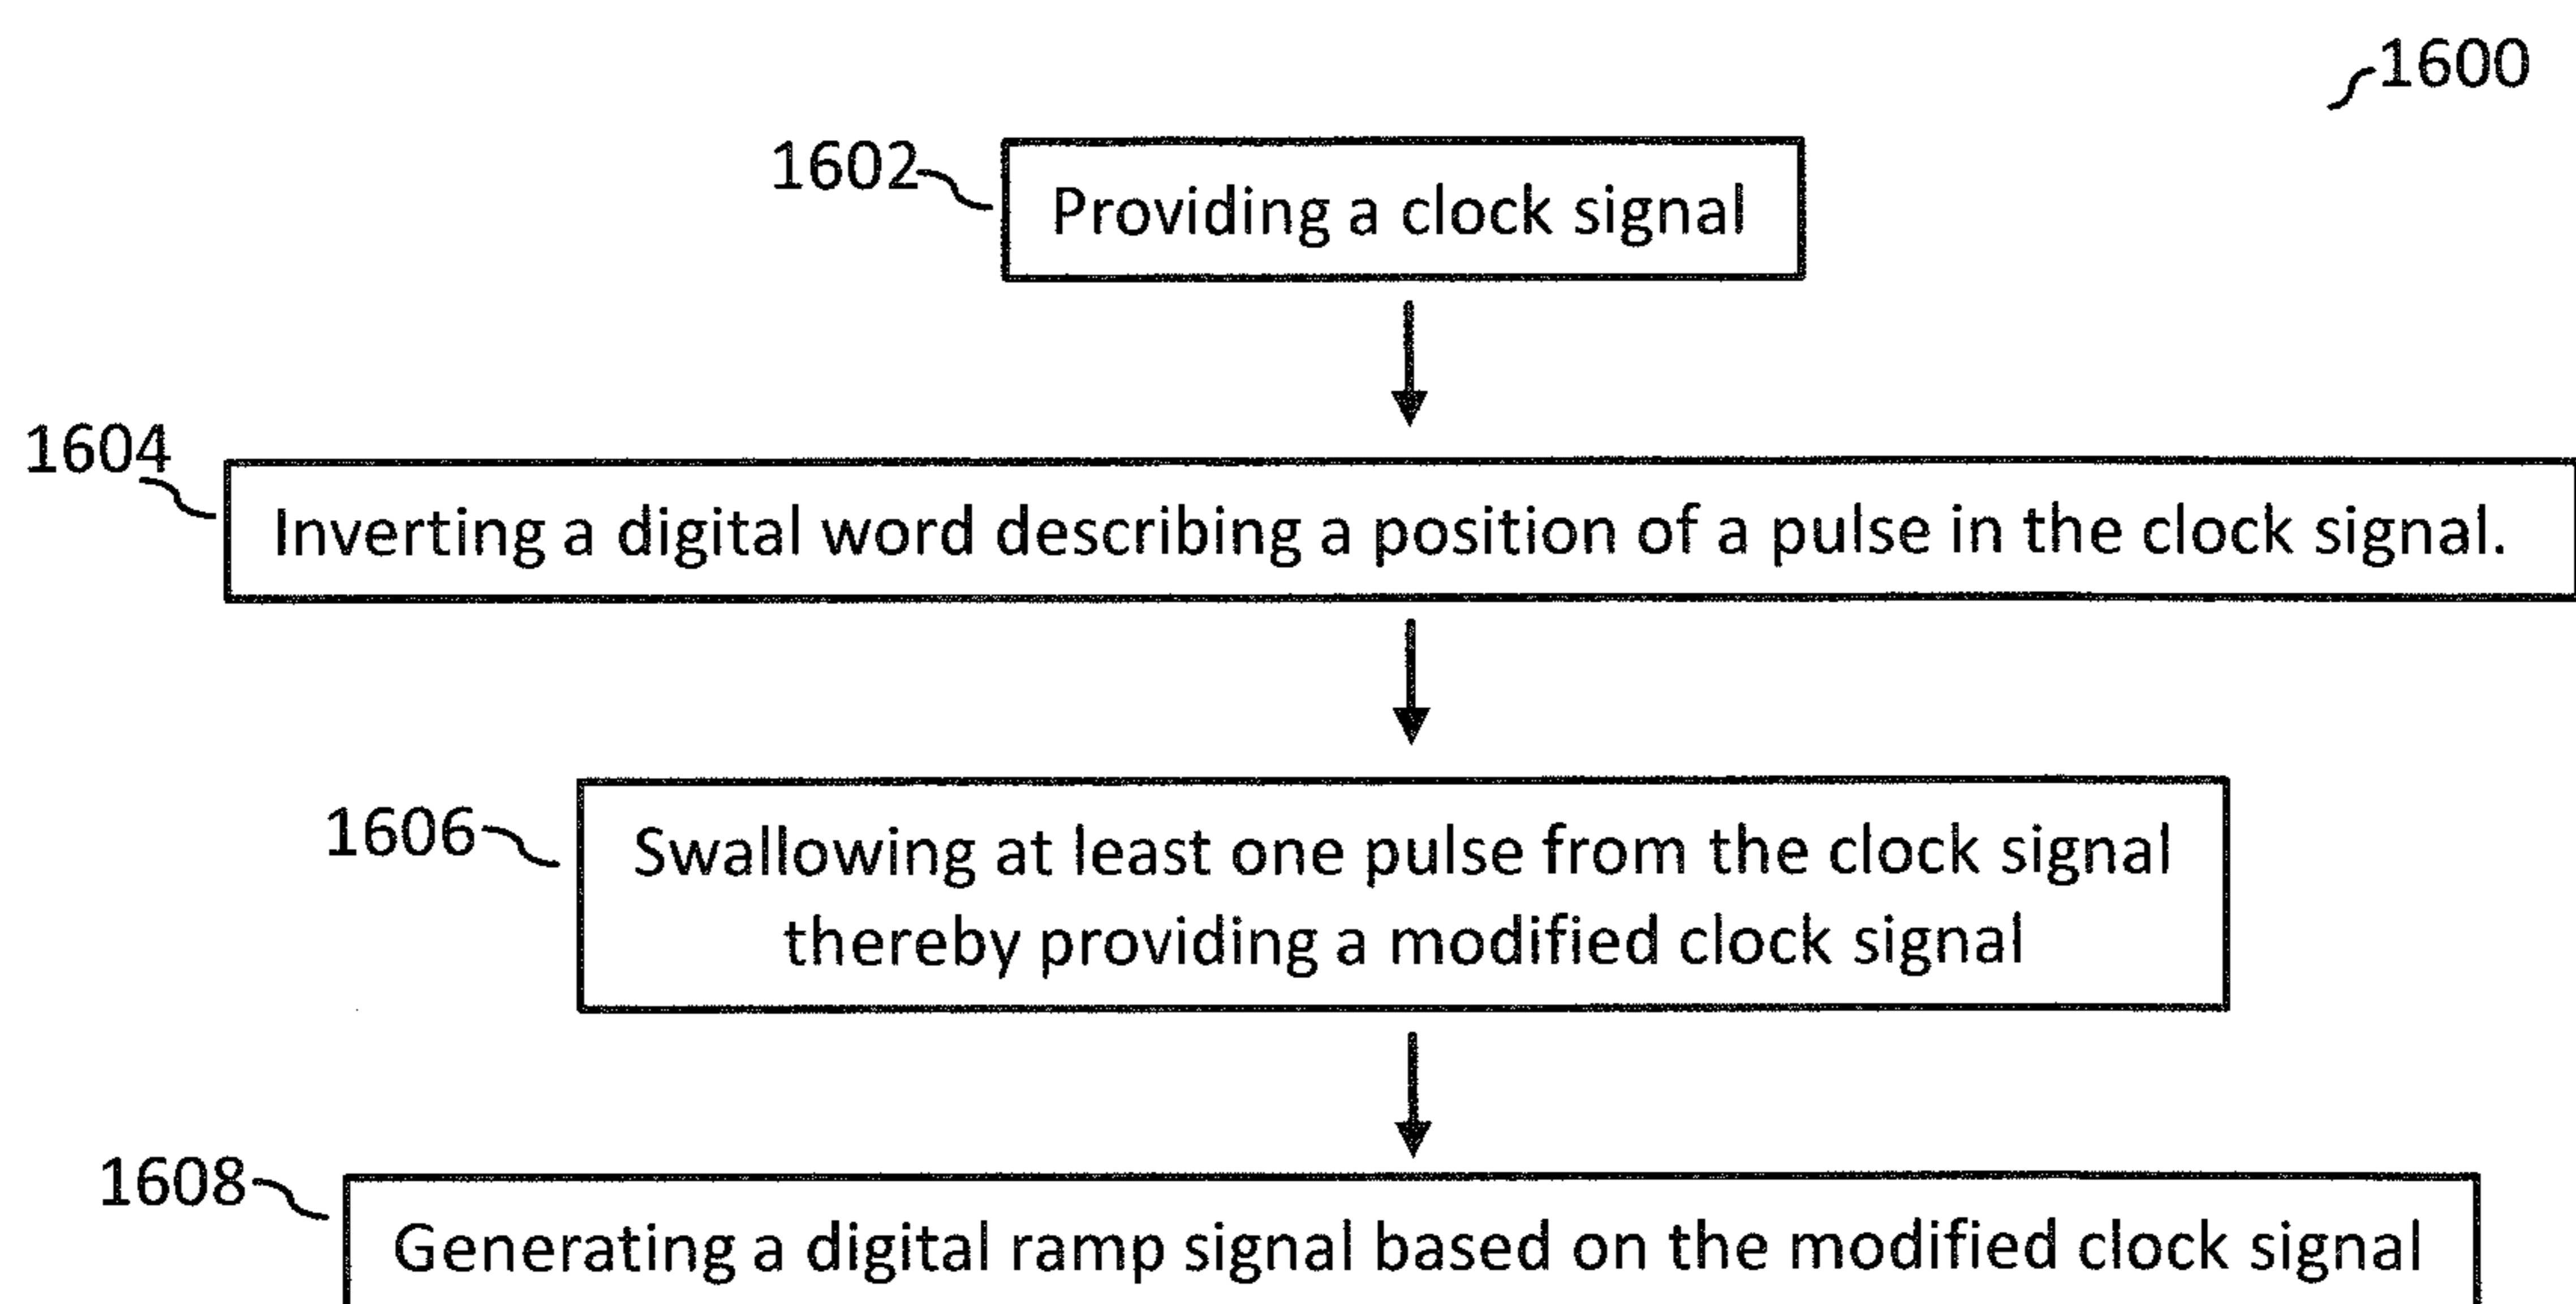 1600
1602
Providing a clock signal
1604
Inverting a digital word describing a position of a pulse in the clock signal.
1606
Swallowing at least one pulse from the clock signal
thereby providing a modified clock signal
1608
Generating a digital ramp signal based on the modified clock signal